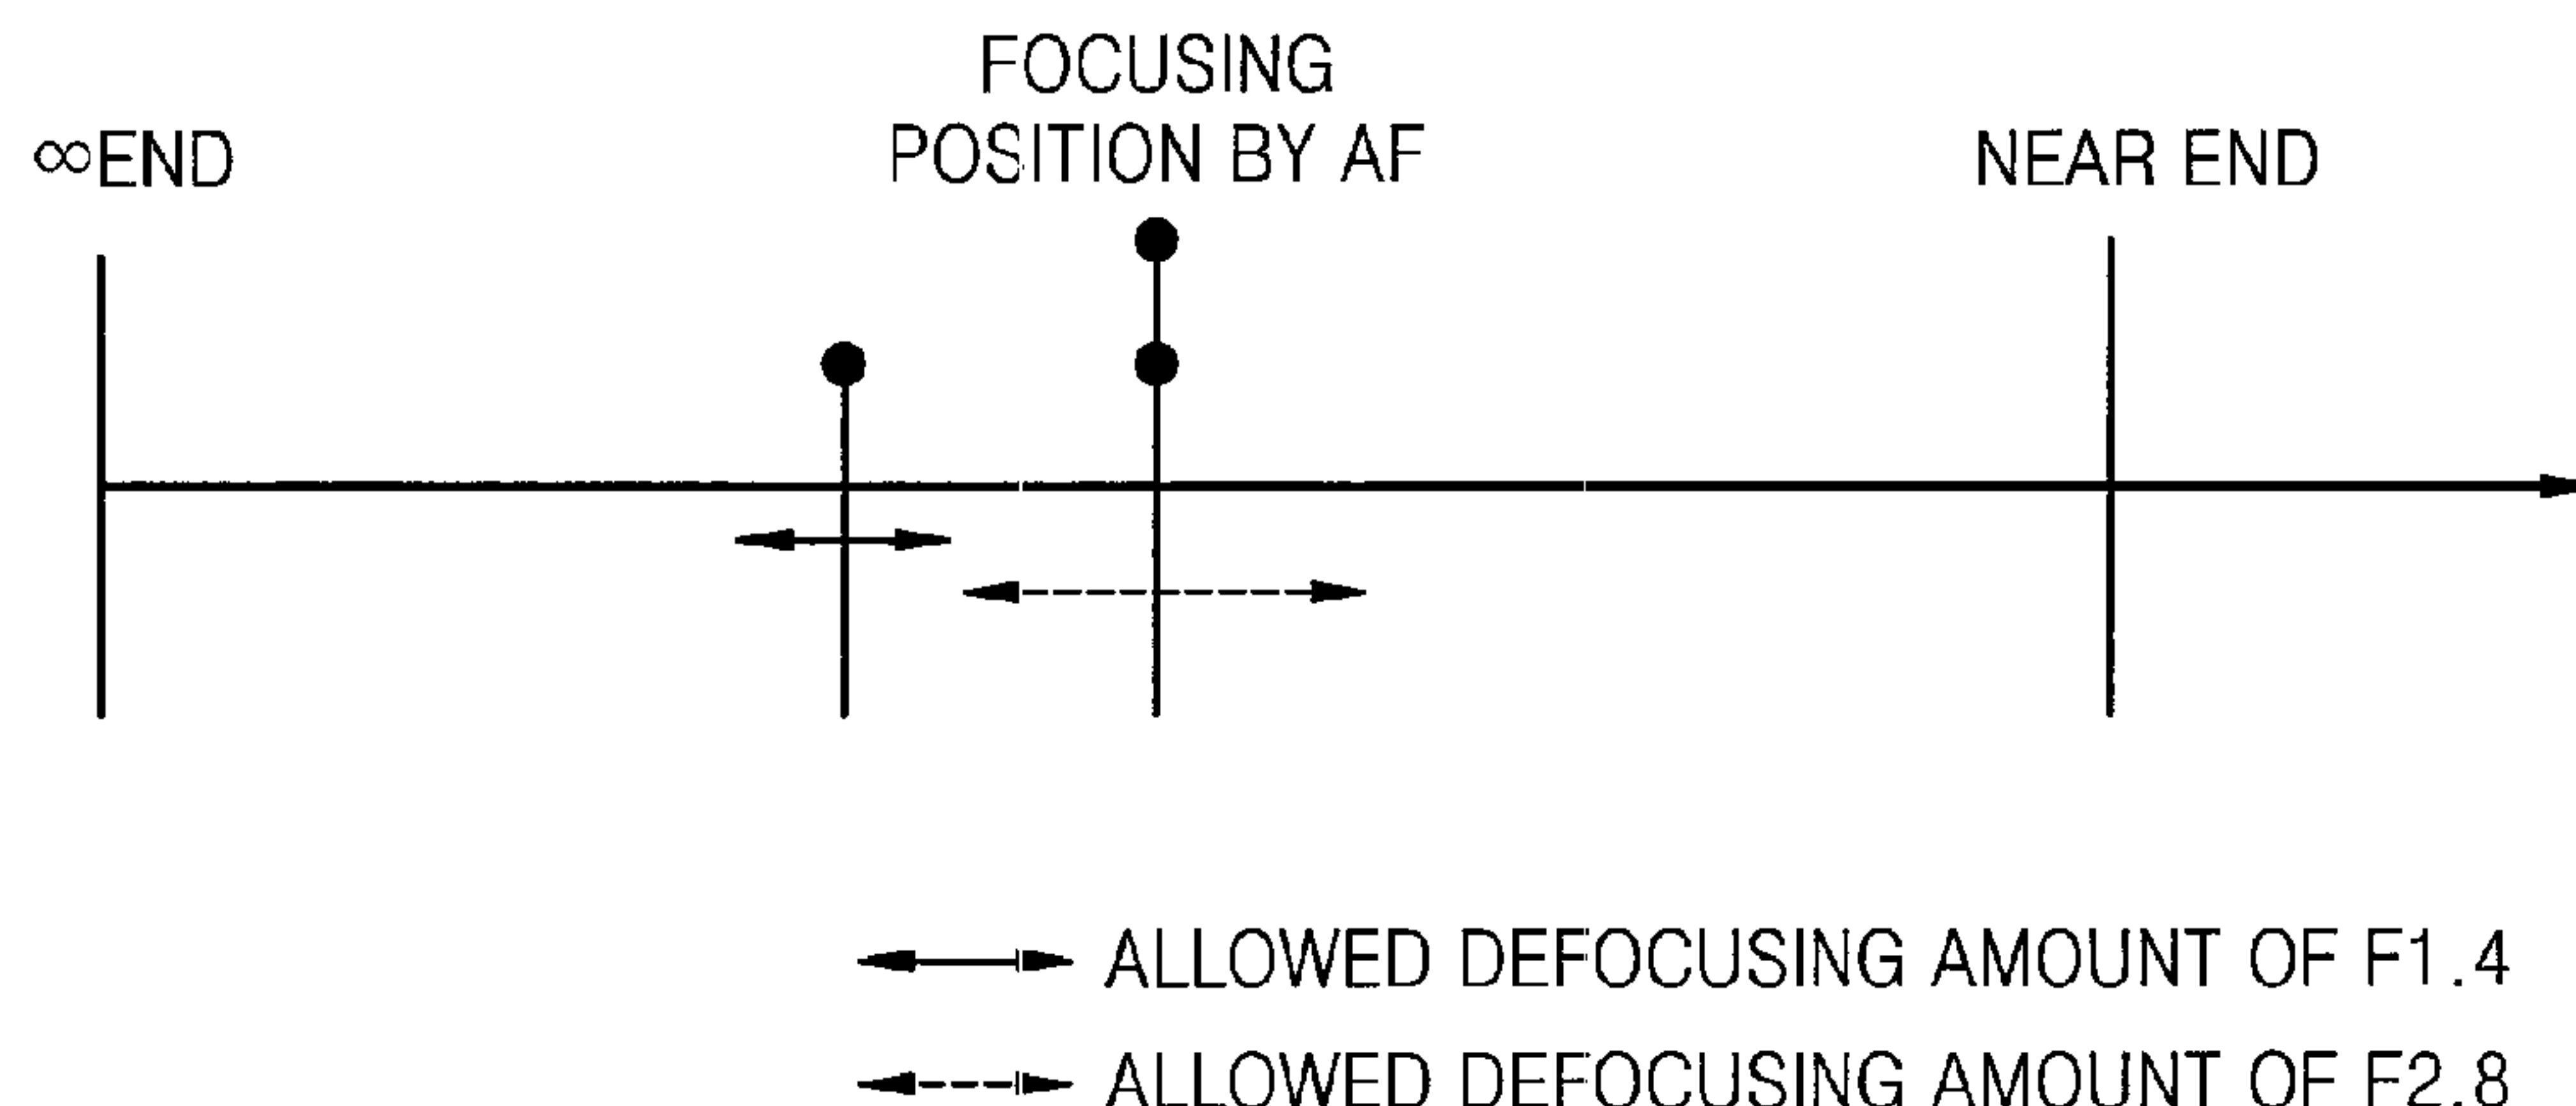 FOCUSING
POSITION BY AF
∞END
NEAR END
ALLOWED DEFOCUSING AMOUNT OF F1.4
ALLOWED DEFOCUSING AMOUNT OF F2.8